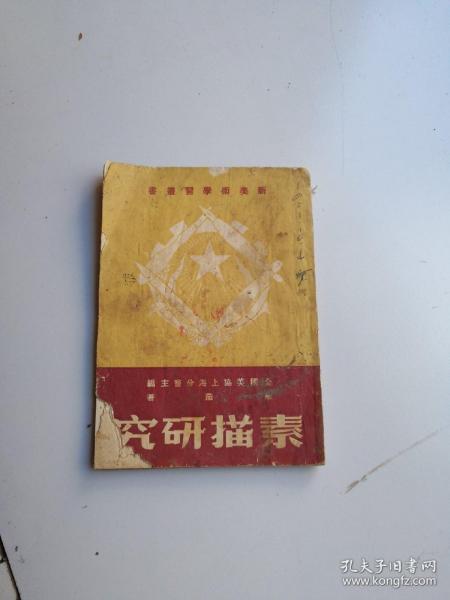 新美術學習叢書
全國美協上海分會主編
著
素描研究
孔夫子旧书网
www.kongfz.com